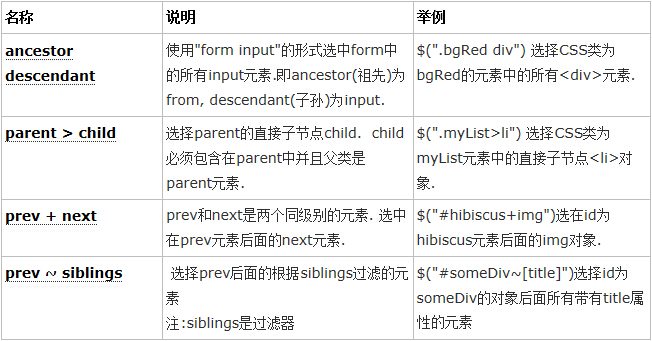 名称 说明 举例
ancestor descendant
使用"form input"的形式选中form中
的所有input元素.即ancestor(祖先)为
from, descendant(子孙)为input.
$(".bgRed div") 选择CSS类为
bgRed的元素中的所有<div>元素.
parent > child
选择parent的直接子节点child. child
必须包含在parent中并且父类是
parent元素.
$(".myList>li") 选择CSS类为
myList元素中的直接子节点<li>对
象.
prev + next
prev和next是两个同级别的元素. 选中
在prev元素后面的next元素.
$("#hibiscus+img")选在id为
hibiscus元素后面的img对象.
prev ~ siblings
选择prev后面的根据siblings过滤的元
素
注:siblings是过滤器
$("#someDiv~[title]")选择id为
someDiv的对象后面所有带有title属
性的元素